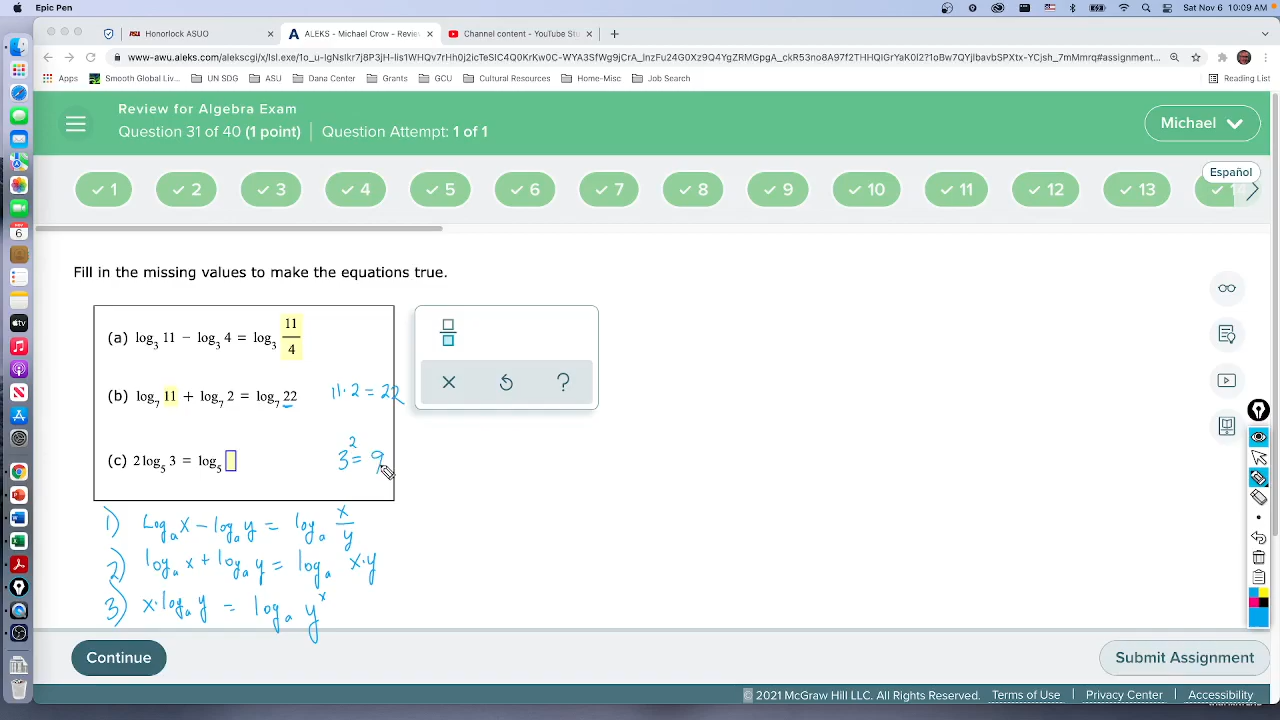 Epic Pen
Sat Nov 6 10:09 AM
Honorlock ASUO
ALEKS - Michael Crow - Revie
Channel content - YouTube Stu
Apps
Smooth Global Liv...
UN SDG
ASU
Dana Center
Grants
GCU
Cultural Resources
Home-Misc
Job Search
Reading List
Review for Algebra Exam
Question 31 of 40 (1 point) | Question Attempt: 1 of 1
Michael
Español
✓ 1 ✓ 2 ✓ 3 ✓ 4 ✓ 5 ✓ 6 ✓ 7 ✓ 8 ✓ 9 ✓ 10 ✓ 11 ✓ 12 ✓ 13 ✓ 14
Fill in the missing values to make the equations true.
(a) log₃ 11 − log₃ 4 = log₃ 11/4
(b) log₇ 11 + log₇ 2 = log₇ 22 11·2 = 22
(c) 2 log₅ 3 = log₅ 3² = 9
1) Logₐ x − logₐ y = logₐ x/y
2) logₐ x + logₐ y = logₐ x·y
3) x·logₐ y = logₐ yˣ
Continue
Submit Assignment
© 2021 McGraw Hill LLC. All Rights Reserved. Terms of Use | Privacy Center | Accessibility